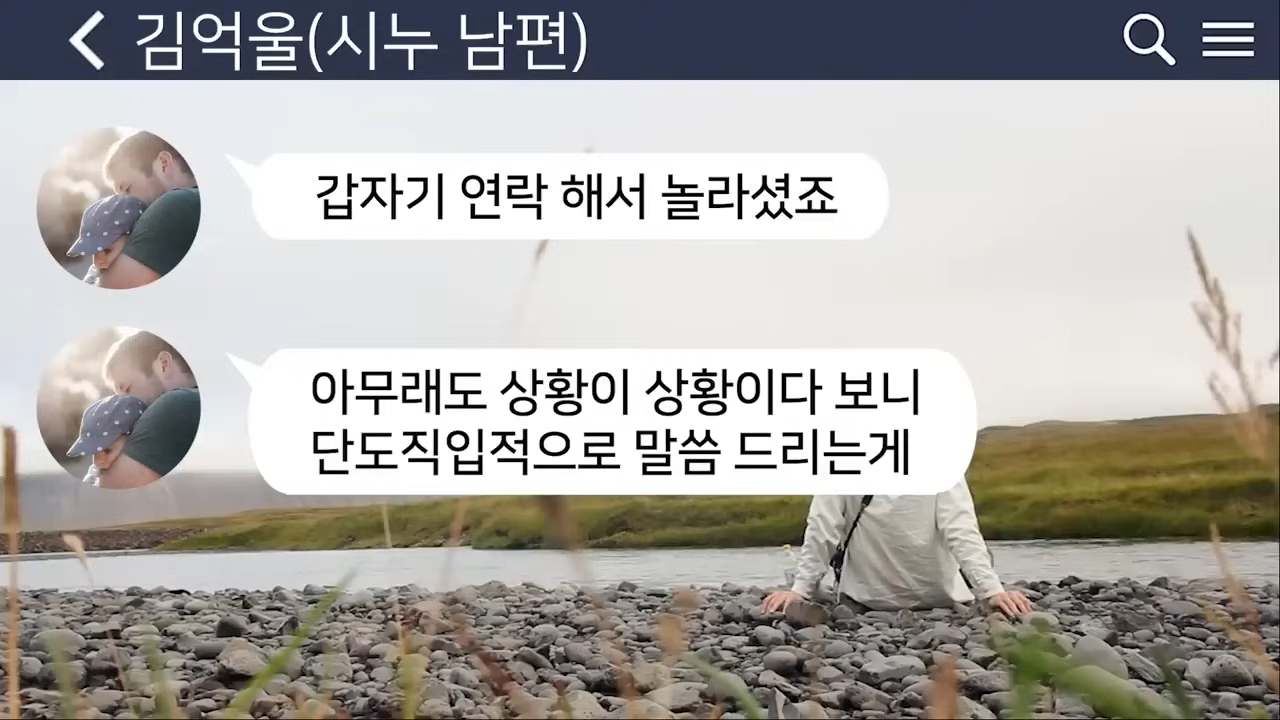 김억울(시누 남편)
갑자기 연락 해서 놀라셨죠
아무래도 상황이 상황이다 보니
단도직입적으로 말씀 드리는게